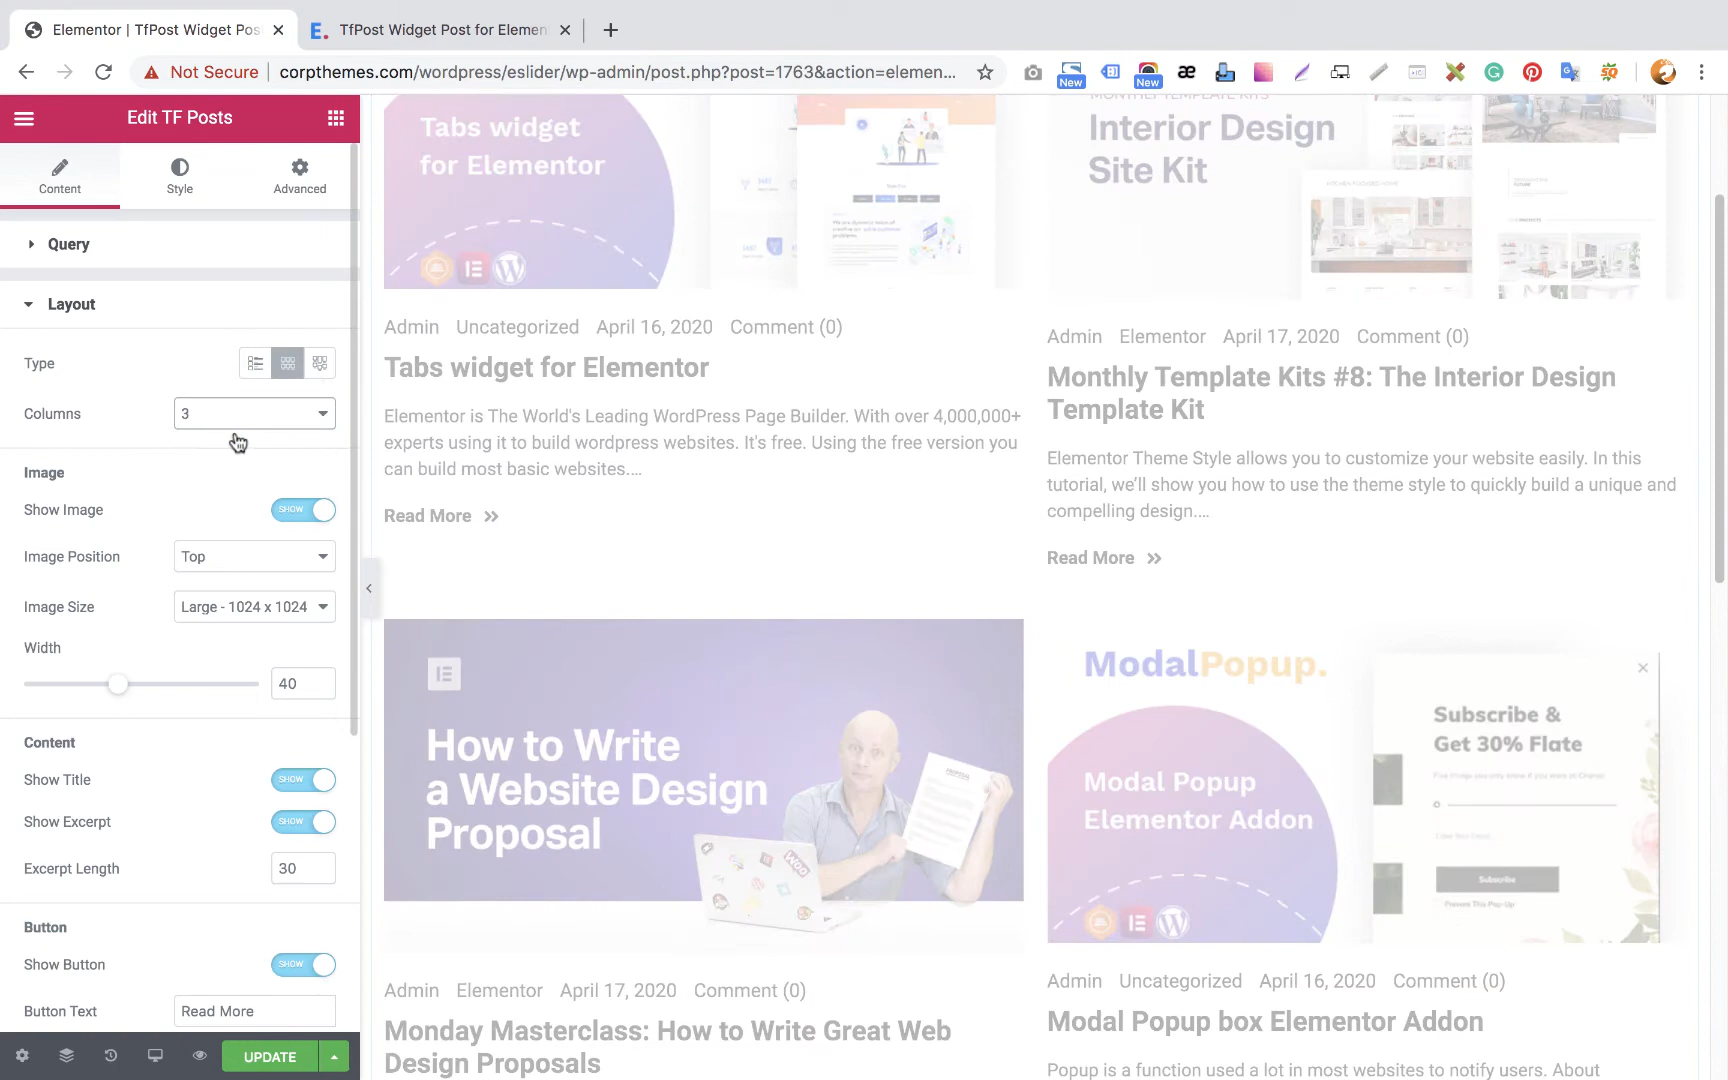 Elementor | TfPost Widget Pos
TfPost Widget Post for Elemen
Not Secure
corpthemes.com/wordpress/eslider/wp-admin/post.php?post=1763&action=elemen...
New
New
Edit TF Posts
Content
Style
Advanced
Query
Layout
Type
Columns
3
Image
Show Image
SHOW
Image Position
Top
Image Size
Large - 1024 x 1024
Width
40
Content
Show Title
SHOW
Show Excerpt
SHOW
Excerpt Length
30
Button
Show Button
SHOW
Button Text
Read More
UPDATE
Tabs widget
for Elementor
Admin Uncategorized April 16, 2020 Comment (0)
Tabs widget for Elementor
Elementor is The World's Leading WordPress Page Builder. With over 4,000,000+
experts using it to build wordpress websites. It's free. Using the free version you
can build most basic websites....
Read More
MONTHLY TEMPLATE KITS
Interior Design
Site Kit
Admin Elementor April 17, 2020 Comment (0)
Monthly Template Kits #8: The Interior Design
Template Kit
Elementor Theme Style allows you to customize your website easily. In this
tutorial, we'll show you how to use the theme style to quickly build a unique and
compelling design....
Read More
How to Write
a Website Design
Proposal
PROPOSAL
Woo
Admin Elementor April 17, 2020 Comment (0)
Monday Masterclass: How to Write Great Web
Design Proposals
ModalPopup.
Modal Popup
Elementor Addon
Subscribe &
Get 30% Flate
Subscribe
Prevent This Pop-Up
Admin Uncategorized April 16, 2020 Comment (0)
Modal Popup box Elementor Addon
Popup is a function used a lot in most websites to notify users. About